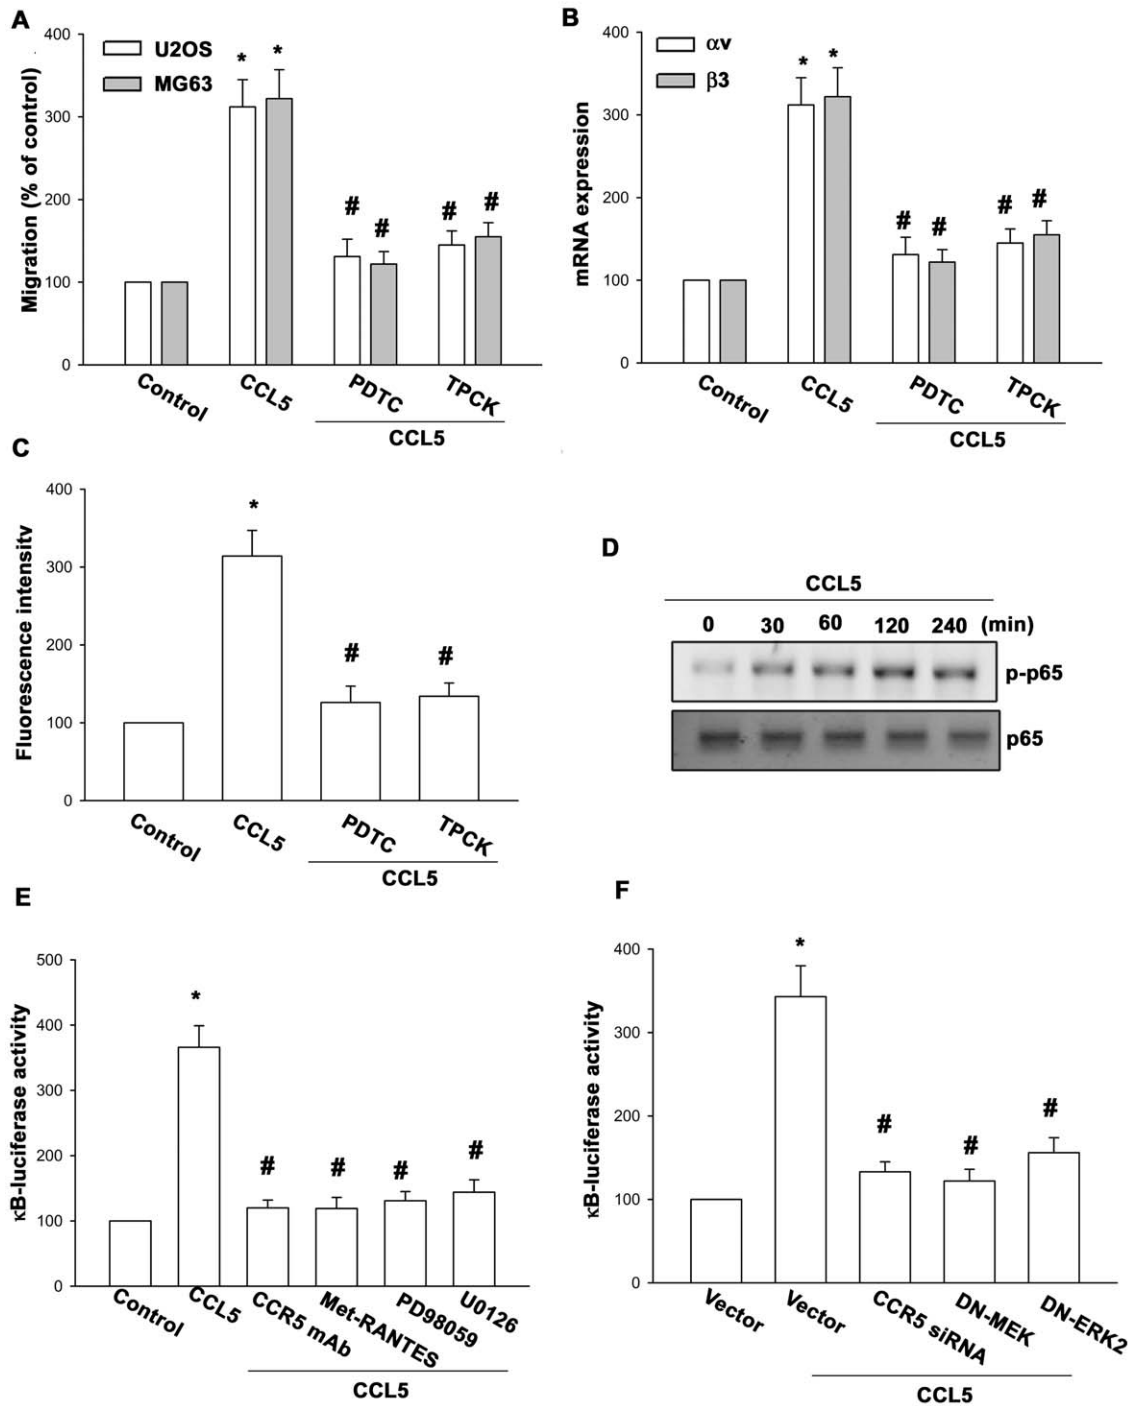 A
400
300
200
100
0
Migration (% of control)
U2OS
MG63
*
*
#
#
#
#
Control
CCL5
PDTC
TPCK
CCL5
B
400
300
200
100
0
mRNA expression
αv
β3
*
*
#
#
#
#
Control
CCL5
PDTC
TPCK
CCL5
C
400
300
200
100
0
Fluorescence intensity
*
#
#
Control
CCL5
PDTC
TPCK
CCL5
D
CCL5
0 30 60 120 240 (min)
p-p65
p65
E
500
400
300
200
100
0
κB-luciferase activity
*
#
#
#
#
Control
CCL5
CCR5 mAb
Met-RANTES
PD98059
U0126
CCL5
F
400
300
200
100
0
κB-luciferase activity
*
#
#
#
Vector
Vector
CCR5 siRNA
DN-MEK
DN-ERK2
CCL5